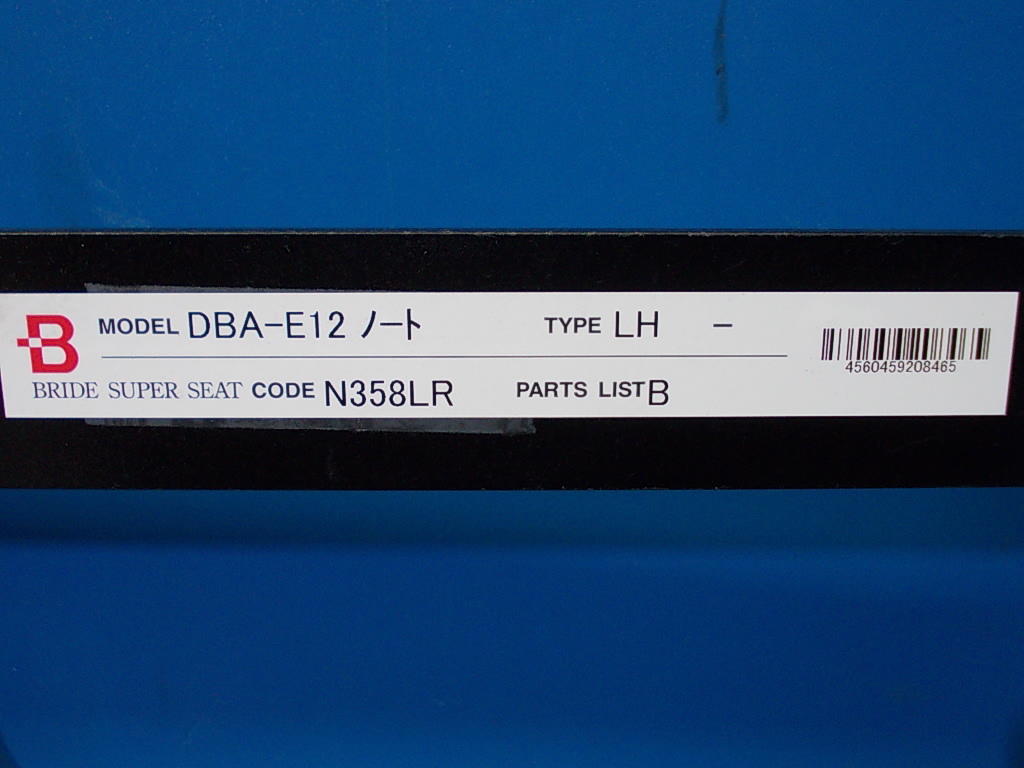 B MODEL DBA-E12 ノート TYPE LH –
BRIDE SUPER SEAT CODE N358LR PARTS LIST B
4560459208465